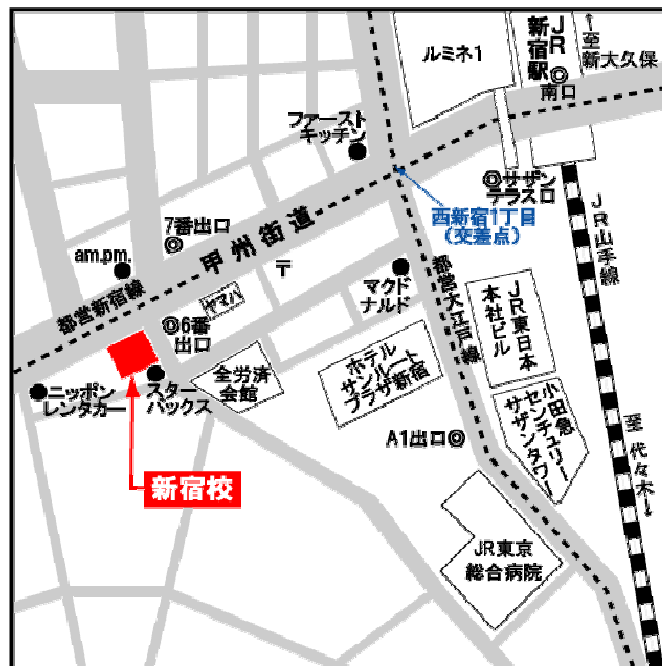 ルミネ1
JR
新宿駅
南口
←至
新大久保
ファースト
キッチン
サザン
テラス口
西新宿1丁目
(交差点)
JR山手線
7番出口
甲州街道
am.pm.
〒
都営新宿線
ヤマハ
マクド
ナルド
都営大江戸線
JR東日本
本社ビル
6番
出口
ニッポン
レンタカー
スター
バックス
全労済
会館
ホテル
サンルート
プラザ新宿
小田急
センチュリー
サザンタワー
至 代々木→
A1出口
新宿校
JR東京
総合病院